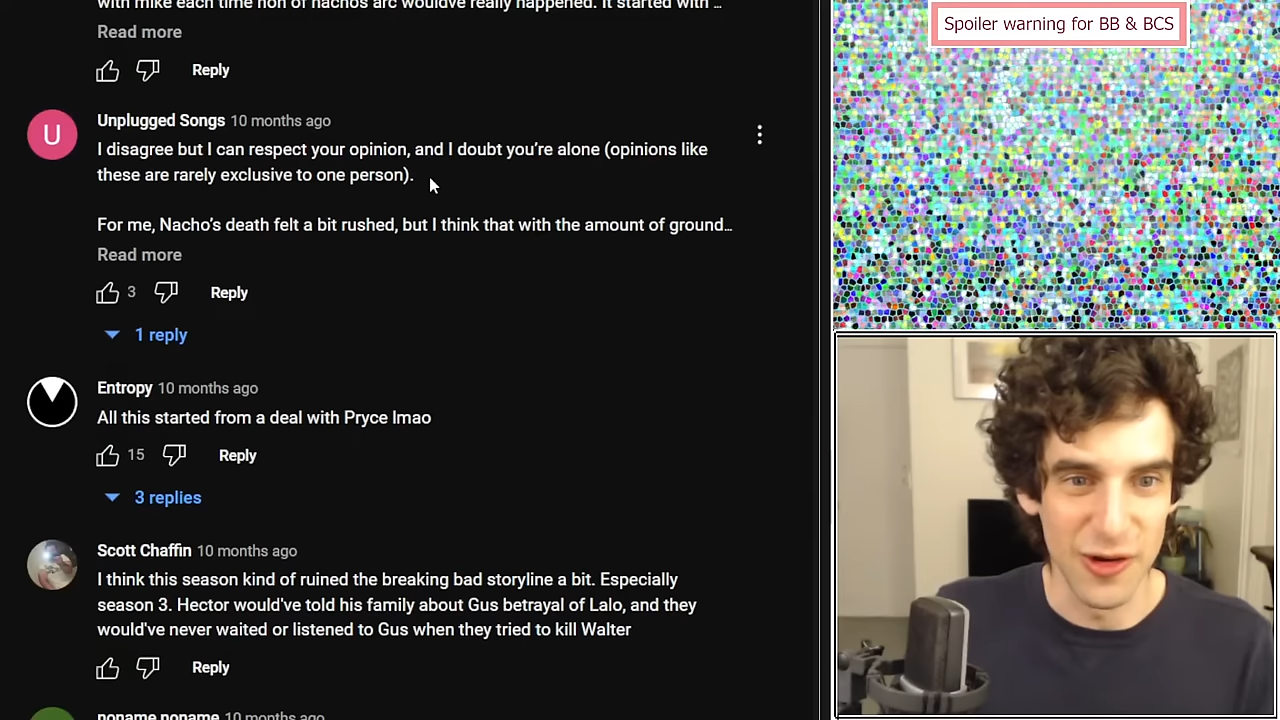 with mike each time non of nachos arc wouldve really happened. It started with …
Read more
Reply
Unplugged Songs 10 months ago
I disagree but I can respect your opinion, and I doubt you’re alone (opinions like
these are rarely exclusive to one person).
For me, Nacho’s death felt a bit rushed, but I think that with the amount of ground…
Read more
3 Reply
1 reply
Entropy 10 months ago
All this started from a deal with Pryce lmao
15 Reply
3 replies
Scott Chaffin 10 months ago
I think this season kind of ruined the breaking bad storyline a bit. Especially
season 3. Hector would've told his family about Gus betrayal of Lalo, and they
would've never waited or listened to Gus when they tried to kill Walter
Reply
noname noname 10 months ago
U
Spoiler warning for BB & BCS